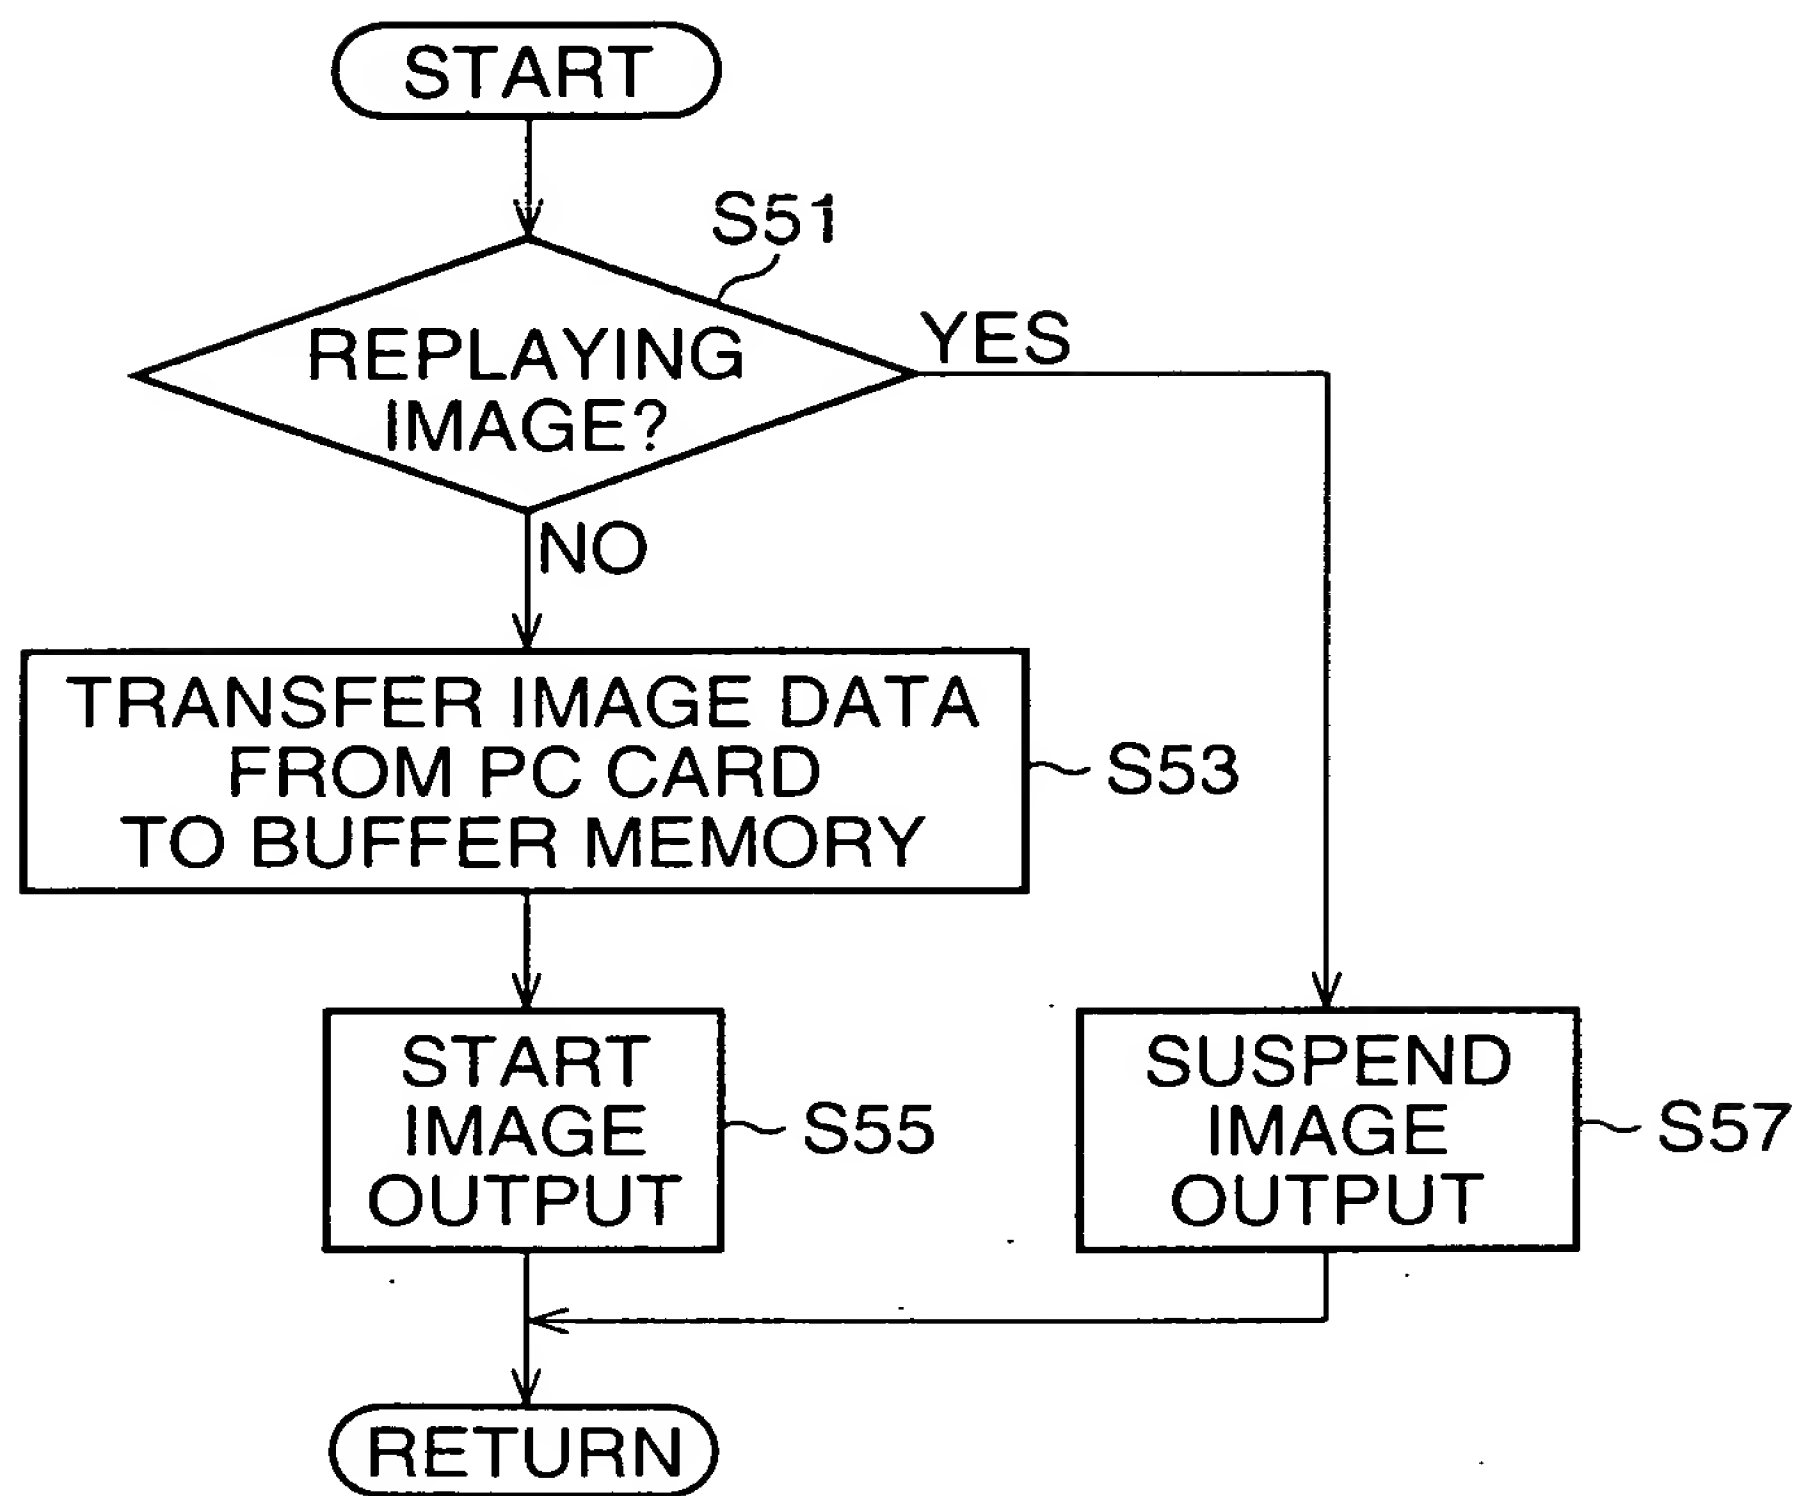 START
S51
REPLAYING
IMAGE?
YES
NO
TRANSFER IMAGE DATA
FROM PC CARD
TO BUFFER MEMORY
S53
START
IMAGE
OUTPUT
S55
SUSPEND
IMAGE
OUTPUT
S57
RETURN